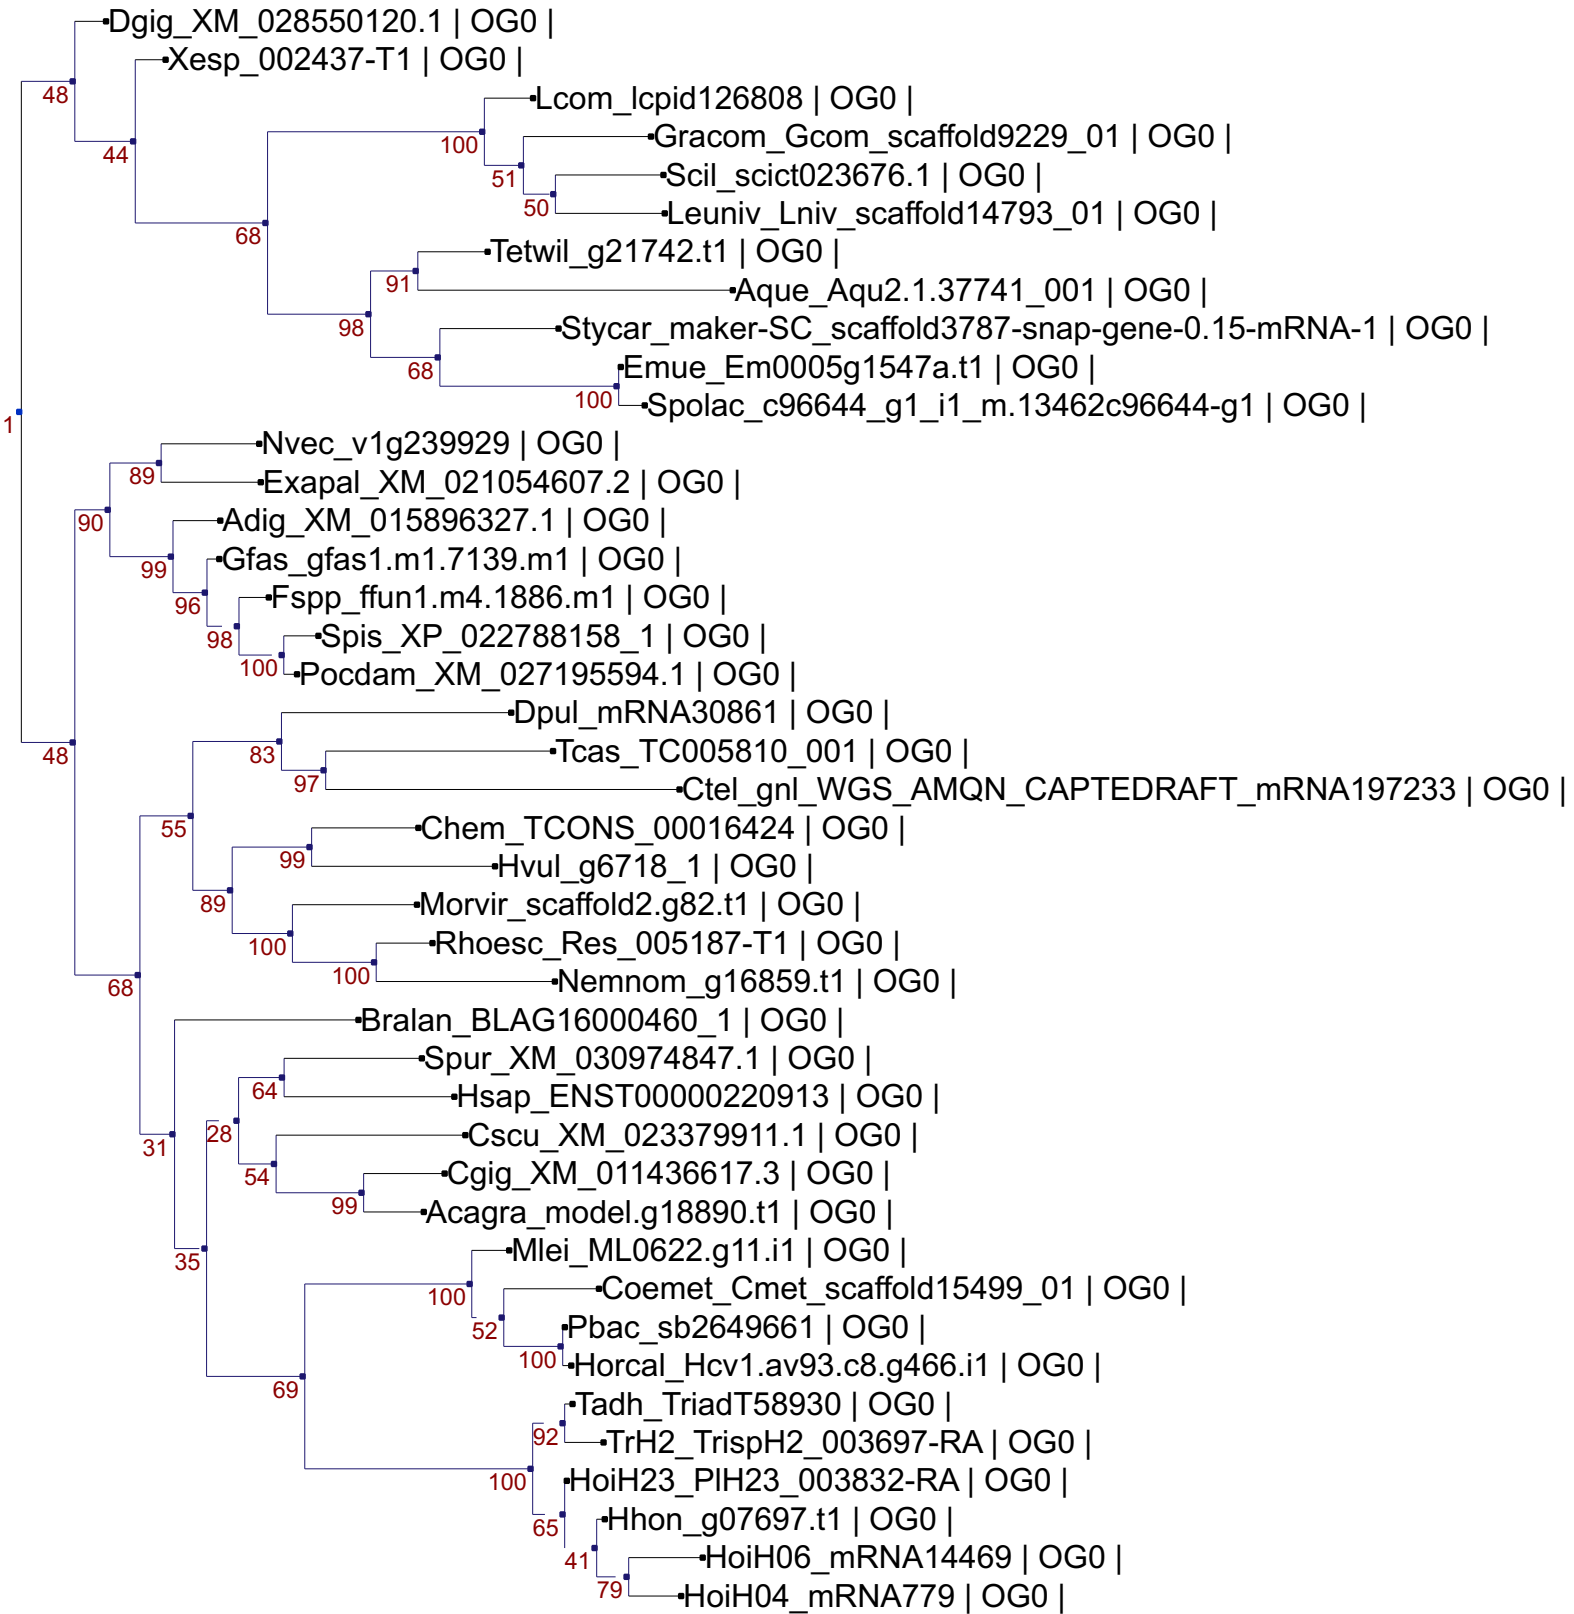 Dgig_XM_028550120.1 | OG0 |
Xesp_002437-T1 | OG0 |
48
Lcom_lcpid126808 | OG0 |
Gracom_Gcom_scaffold9229_01 | OG0 |
100
44
Scil_scict023676.1 | OG0 |
51
50
Leuniv_Lniv_scaffold14793_01 | OG0 |
68
Tetwil_g21742.t1 | OG0 |
91
Aque_Aqu2.1.37741_001 | OG0 |
98
Stycar_maker-SC_scaffold3787-snap-gene-0.15-mRNA-1 | OG0 |
68
Emue_Em0005g1547a.t1 | OG0 |
100
Spolac_c96644_g1_i1_m.13462c96644-g1 | OG0 |
1
Nvec_v1g239929 | OG0 |
89
Exapal_XM_021054607.2 | OG0 |
90
Adig_XM_015896327.1 | OG0 |
99
Gfas_gfas1.m1.7139.m1 | OG0 |
96
Fspp_ffun1.m4.1886.m1 | OG0 |
98
Spis_XP_022788158_1 | OG0 |
100
Pocdam_XM_027195594.1 | OG0 |
Dpul_mRNA30861 | OG0 |
48
83
Tcas_TC005810_001 | OG0 |
97
Ctel_gnl_WGS_AMQN_CAPTEDRAFT_mRNA197233 | OG0 |
55
Chem_TCONS_00016424 | OG0 |
99
Hvul_g6718_1 | OG0 |
89
Morvir_scaffold2.g82.t1 | OG0 |
100
Rhoesc_Res_005187-T1 | OG0 |
100
Nemnom_g16859.t1 | OG0 |
68
Bralan_BLAG16000460_1 | OG0 |
Spur_XM_030974847.1 | OG0 |
64
Hsap_ENST00000220913 | OG0 |
28
31
Cscu_XM_023379911.1 | OG0 |
54
Cgig_XM_011436617.3 | OG0 |
99
Acagra_model.g18890.t1 | OG0 |
35
Mlei_ML0622.g11.i1 | OG0 |
100
Coemet_Cmet_scaffold15499_01 | OG0 |
52
Pbac_sb2649661 | OG0 |
100
Horcal_Hcv1.av93.c8.g466.i1 | OG0 |
69
Tadh_TriadT58930 | OG0 |
92
TrH2_TrispH2_003697-RA | OG0 |
100
HoiH23_PlH23_003832-RA | OG0 |
65
Hhon_g07697.t1 | OG0 |
41
HoiH06_mRNA14469 | OG0 |
79
HoiH04_mRNA779 | OG0 |